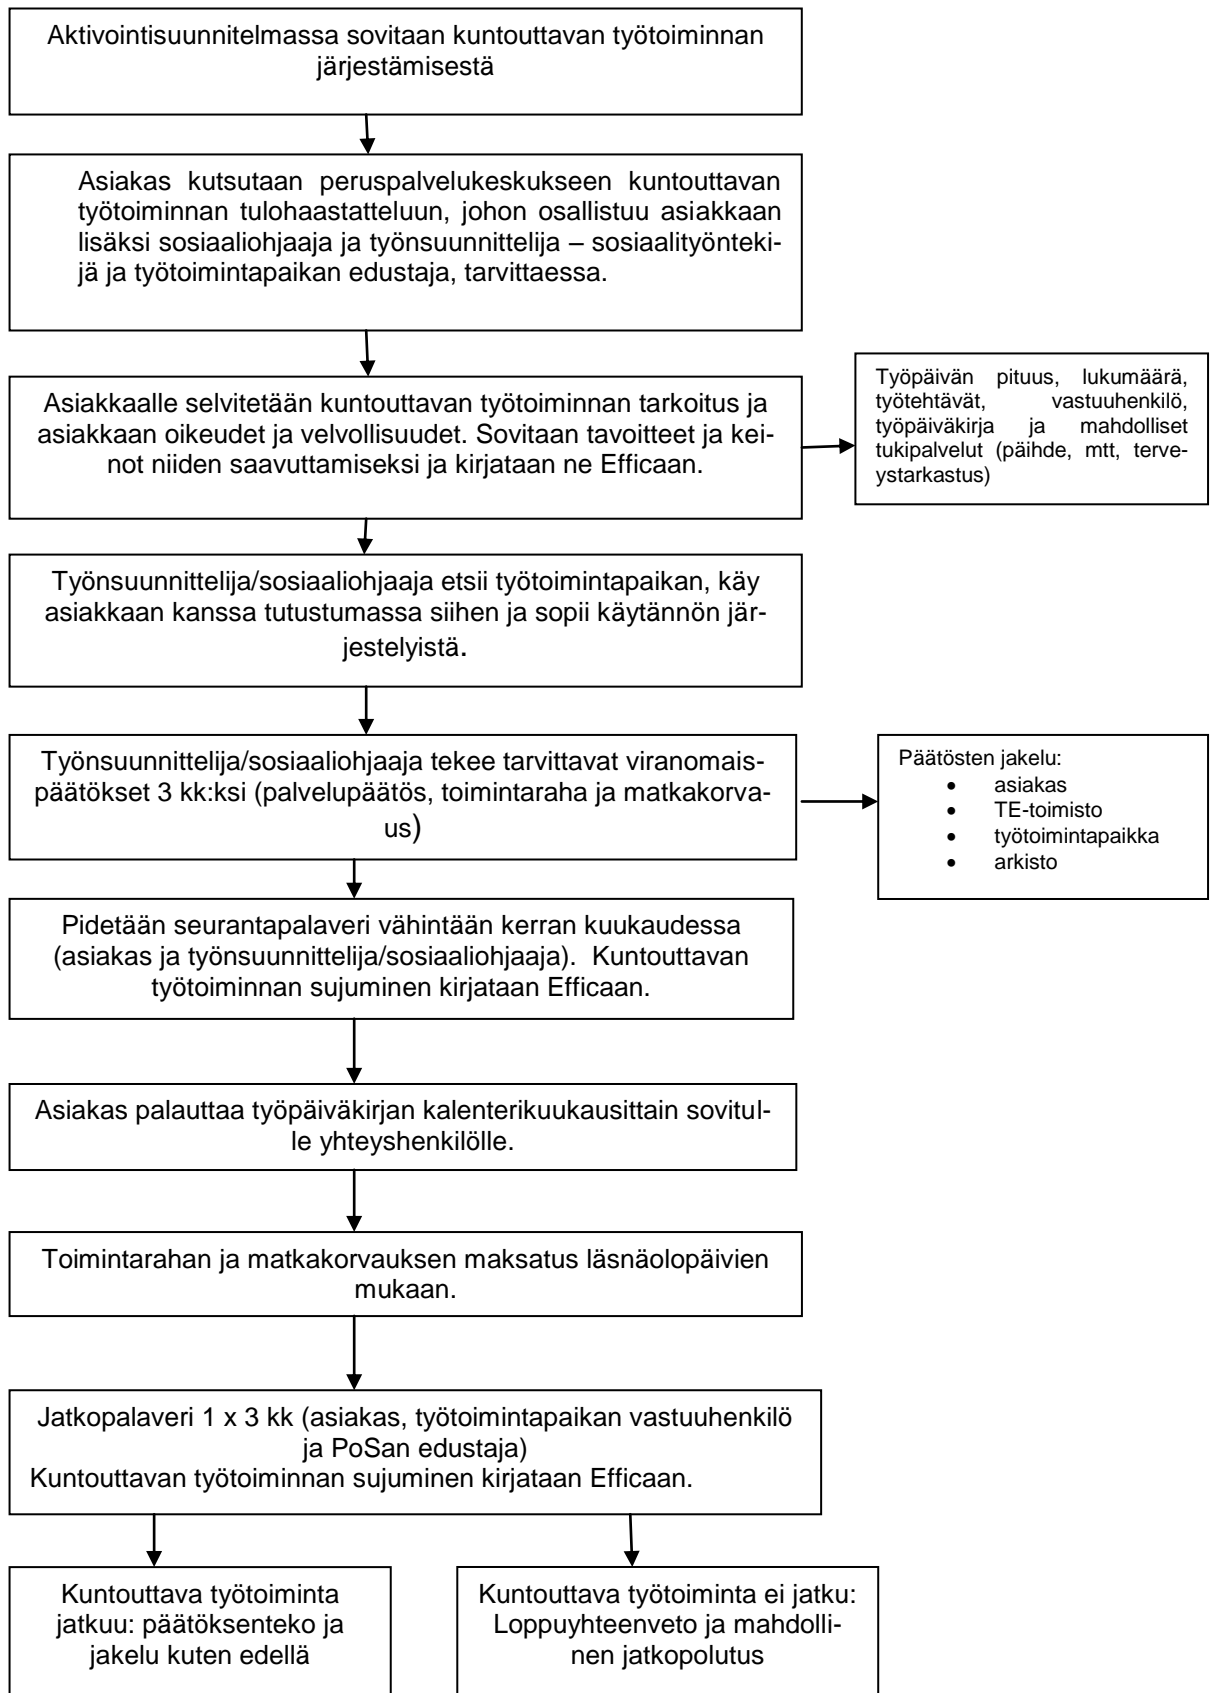 Aktivointisuunnitelmassa sovitaan kuntouttavan työtoiminnan
järjestämisestä
Asiakas kutsutaan peruspalvelukeskukseen kuntouttavan
työtoiminnan tulohaastatteluun, johon osallistuu asiakkaan
lisäksi sosiaaliohjaaja ja työnsuunnittelija – sosiaalityönteki-
jä ja työtoimintapaikan edustaja, tarvittaessa.
Asiakkaalle selvitetään kuntouttavan työtoiminnan tarkoitus ja
asiakkaan oikeudet ja velvollisuudet. Sovitaan tavoitteet ja kei-
not niiden saavuttamiseksi ja kirjataan ne Efficaan.
Työpäivän pituus, lukumäärä,
työtehtävät, vastuuhenkilö,
työpäiväkirja ja mahdolliset
tukipalvelut (päihde, mtt, terve-
ystarkastus)
Työnsuunnittelija/sosiaaliohjaaja etsii työtoimintapaikan, käy
asiakkaan kanssa tutustumassa siihen ja sopii käytännön jär-
jestelyistä.
Työnsuunnittelija/sosiaaliohjaaja tekee tarvittavat viranomais-
päätökset 3 kk:ksi (palvelupäätös, toimintaraha ja matkakorva-
us)
Päätösten jakelu:
• asiakas
• TE-toimisto
• työtoimintapaikka
• arkisto
Pidetään seurantapalaveri vähintään kerran kuukaudessa
(asiakas ja työnsuunnittelija/sosiaaliohjaaja). Kuntouttavan
työtoiminnan sujuminen kirjataan Efficaan.
Asiakas palauttaa työpäiväkirjan kalenterikuukausittain sovitul-
le yhteyshenkilölle.
Toimintarahan ja matkakorvauksen maksatus läsnäolopäivien
mukaan.
Jatkopalaveri 1 x 3 kk (asiakas, työtoimintapaikan vastuuhenkilö
ja PoSan edustaja)
Kuntouttavan työtoiminnan sujuminen kirjataan Efficaan.
Kuntouttava työtoiminta
jatkuu: päätöksenteko ja
jakelu kuten edellä
Kuntouttava työtoiminta ei jatku:
Loppuyhteenveto ja mahdolli-
nen jatkopolutus